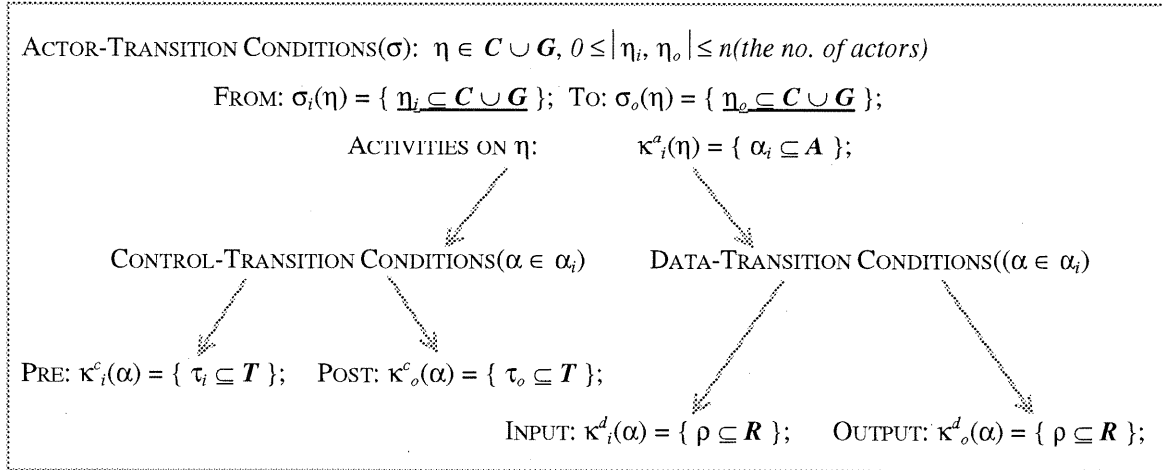 ACTOR-TRANSITION CONDITIONS(σ): η ∈ C ∪ G, 0 ≤ | ηᵢ, ηₒ | ≤ n(the no. of actors)
FROM: σᵢ(η) = { ηᵢ ⊆ C ∪ G }; TO: σₒ(η) = { ηₒ ⊆ C ∪ G };
ACTIVITIES ON η: κᵃᵢ(η) = { αᵢ ⊆ A };
CONTROL-TRANSITION CONDITIONS(α ∈ αᵢ) DATA-TRANSITION CONDITIONS((α ∈ αᵢ)
PRE: κᶜᵢ(α) = { τᵢ ⊆ T }; POST: κᶜₒ(α) = { τₒ ⊆ T };
INPUT: κᵈᵢ(α) = { ρ ⊆ R }; OUTPUT: κᵈₒ(α) = { ρ ⊆ R };